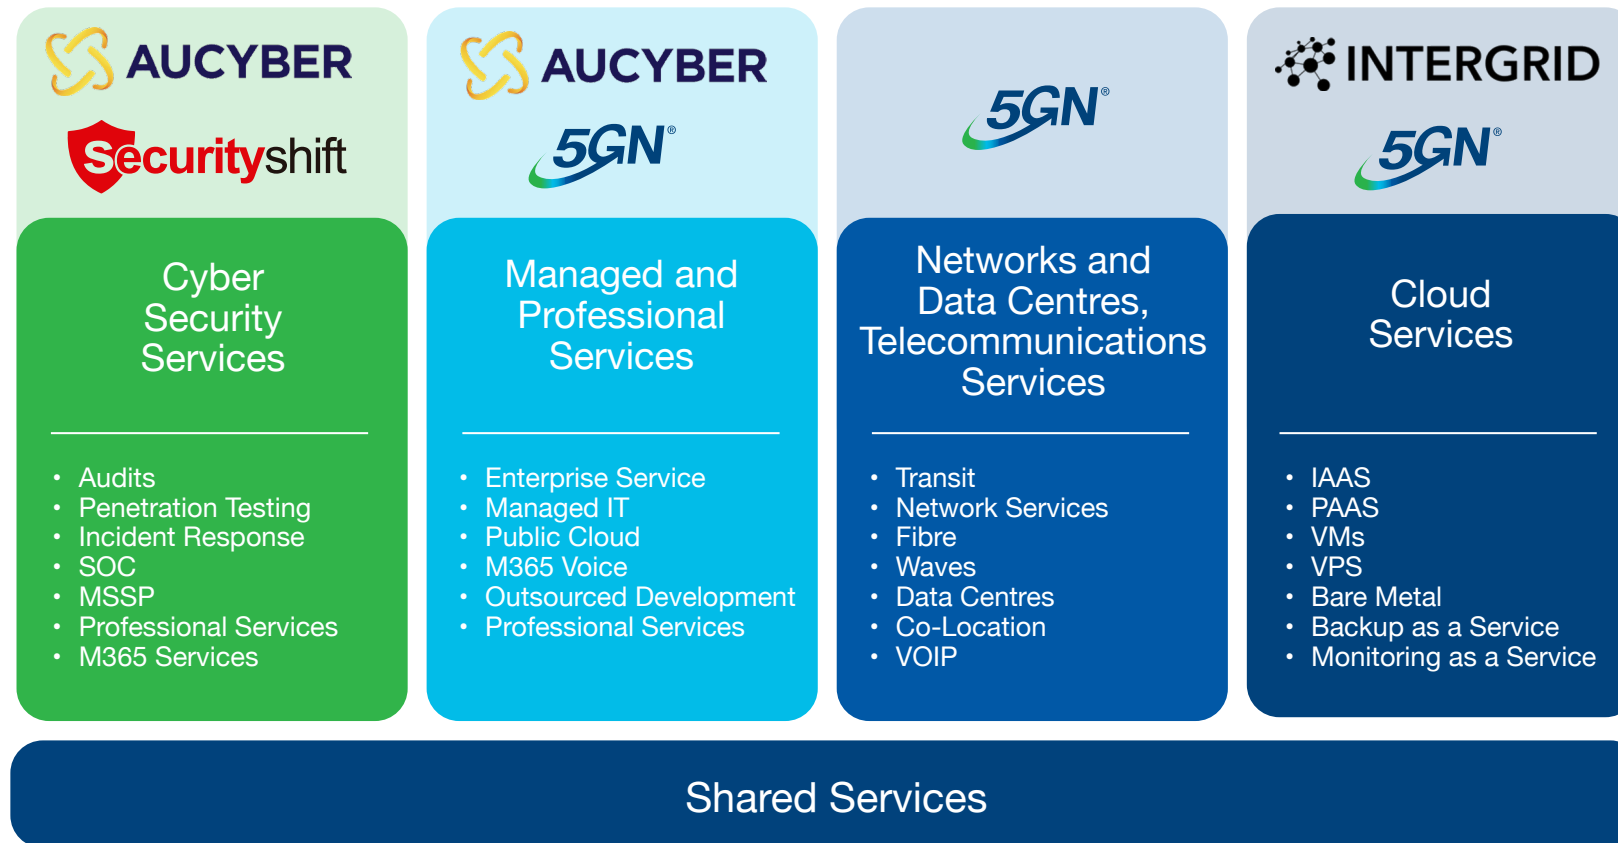 AUCYBER
Securityshift
Cyber
Security
Services
• Audits
• Penetration Testing
• Incident Response
• SOC
• MSSP
• Professional Services
• M365 Services
AUCYBER
5GN®
Managed and
Professional
Services
• Enterprise Service
• Managed IT
• Public Cloud
• M365 Voice
• Outsourced Development
• Professional Services
5GN®
Networks and
Data Centres,
Telecommunications
Services
• Transit
• Network Services
• Fibre
• Waves
• Data Centres
• Co-Location
• VOIP
INTERGRID
5GN®
Cloud
Services
• IAAS
• PAAS
• VMs
• VPS
• Bare Metal
• Backup as a Service
• Monitoring as a Service
Shared Services